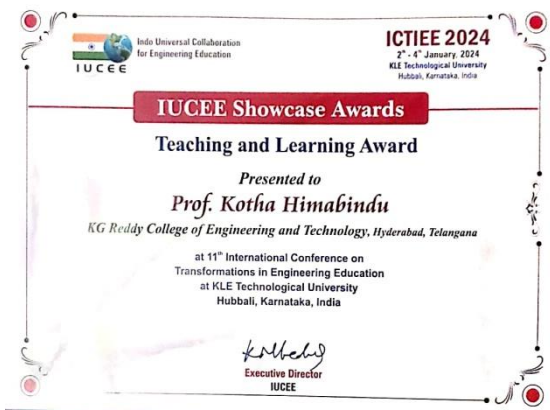 Indo Universal Collaboration
for Engineering Education
IUCEE
ICTIEE 2024
2nd - 4th January, 2024
KLE Technological University
Hubbali, Karnataka, India
IUCEE Showcase Awards
Teaching and Learning Award
Presented to
Prof. Kotha Himabindu
KG Reddy College of Engineering and Technology, Hyderabad, Telangana
at 11th International Conference on
Transformations in Engineering Education
at KLE Technological University
Hubbali, Karnataka, India
Executive Director
IUCEE